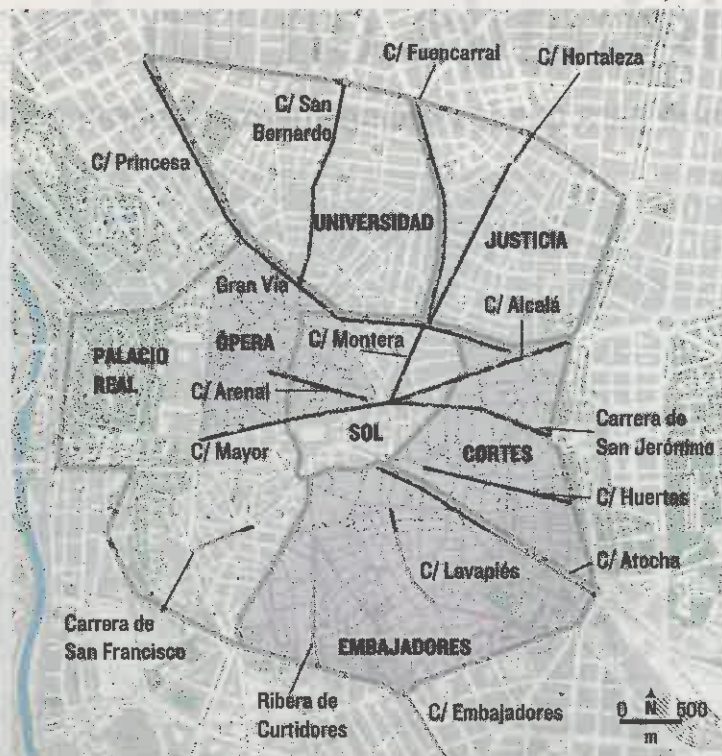 C/ Fuencarral
C/ Hortaleza
C/ San
Bernardo
C/ Princesa
UNIVERSIDAD
JUSTICIA
Gran Vía
C/ Alcalá
C/ Montera
ÓPERA
PALACIO
REAL
C/ Arenal
SOL
C/ Mayor
CORTES
Carrera de
San Jerónimo
C/ Huertas
C/ Atocha
C/ Lavapiés
Carrera de
San Francisco
EMBAJADORES
Ribera de
Curtidores
C/ Embajadores
0 N 500
m